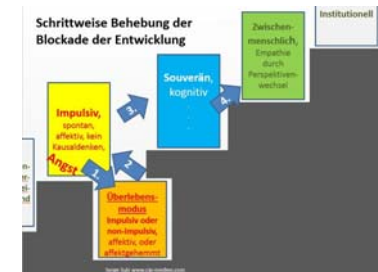 Schrittweise Behebung der
Blockade der Entwicklung
Institutionell
Zwischen-
menschlich,
Empathie
durch
Perspektiven-
wechsel
Souverän,
kognitiv
4.
3.
Impulsiv,
spontan,
affektiv, kein
Kausaldenken,
Angst
1.
2
Überlebens-
modus
Impulsiv oder
non-impulsiv,
affektiv, oder
affektgehemmt